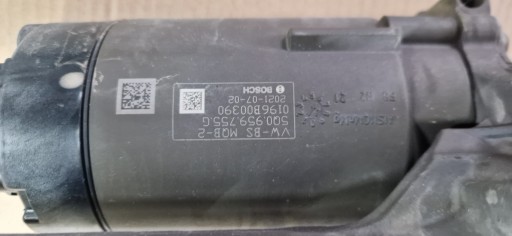 VW-BS MQB-2
5Q0.959.755.G
0196B00390
2021-07-02
BOSCH